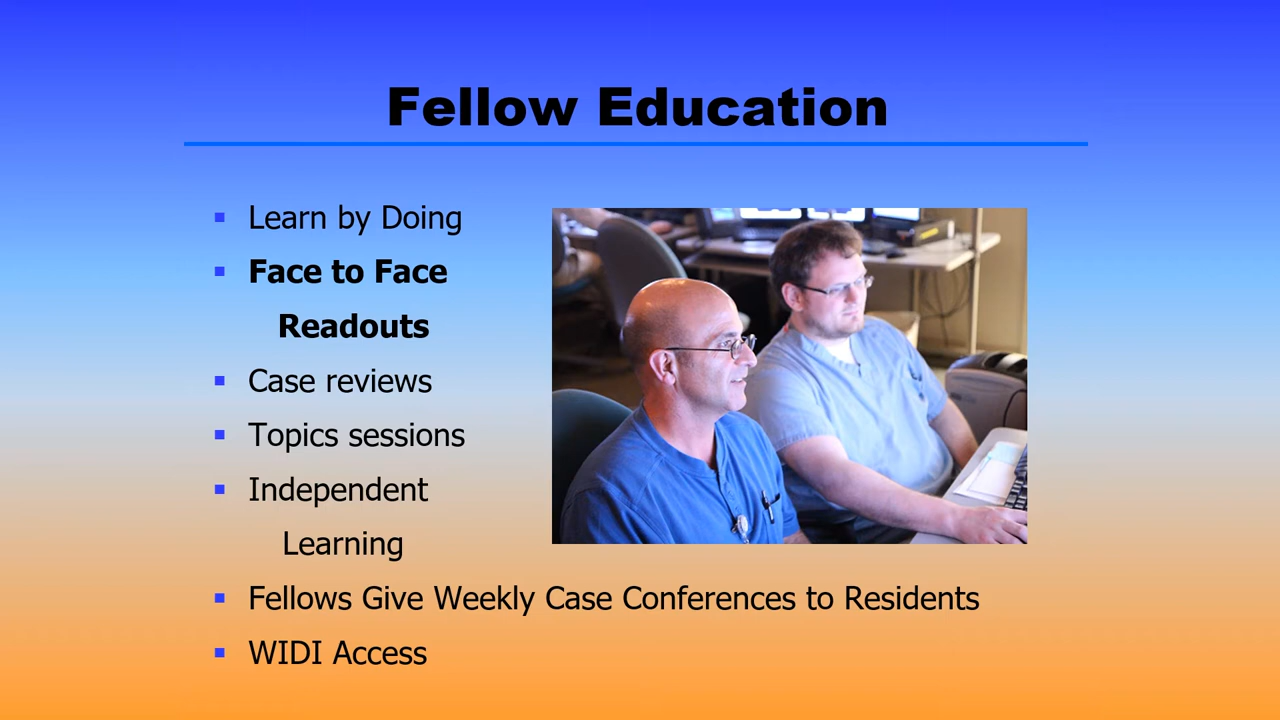 Fellow Education
▪ Learn by Doing
▪ Face to Face
Readouts
▪ Case reviews
▪ Topics sessions
▪ Independent
Learning
▪ Fellows Give Weekly Case Conferences to Residents
▪ WIDI Access